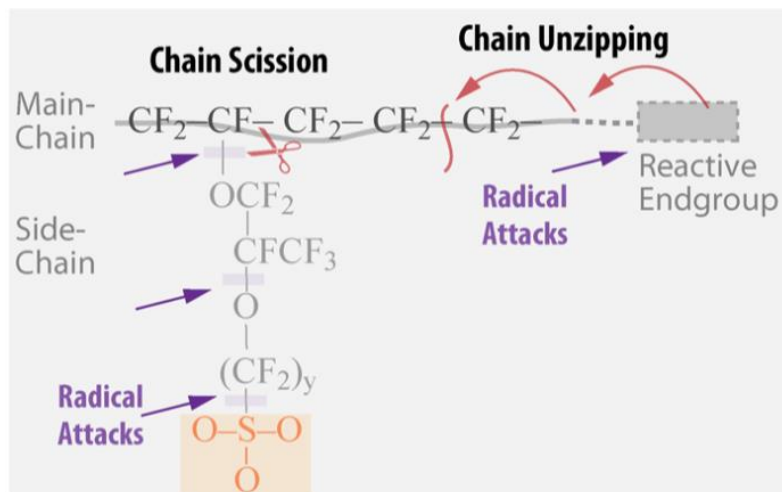 Chain Scission
Chain Unzipping
Main-
Chain
CF₂–CF– CF₂– CF₂– CF₂–
Reactive
Endgroup
Radical
Attacks
OCF₂
Side-
Chain
CFCF₃
O
(CF₂)y
Radical
Attacks
O–S–O
O